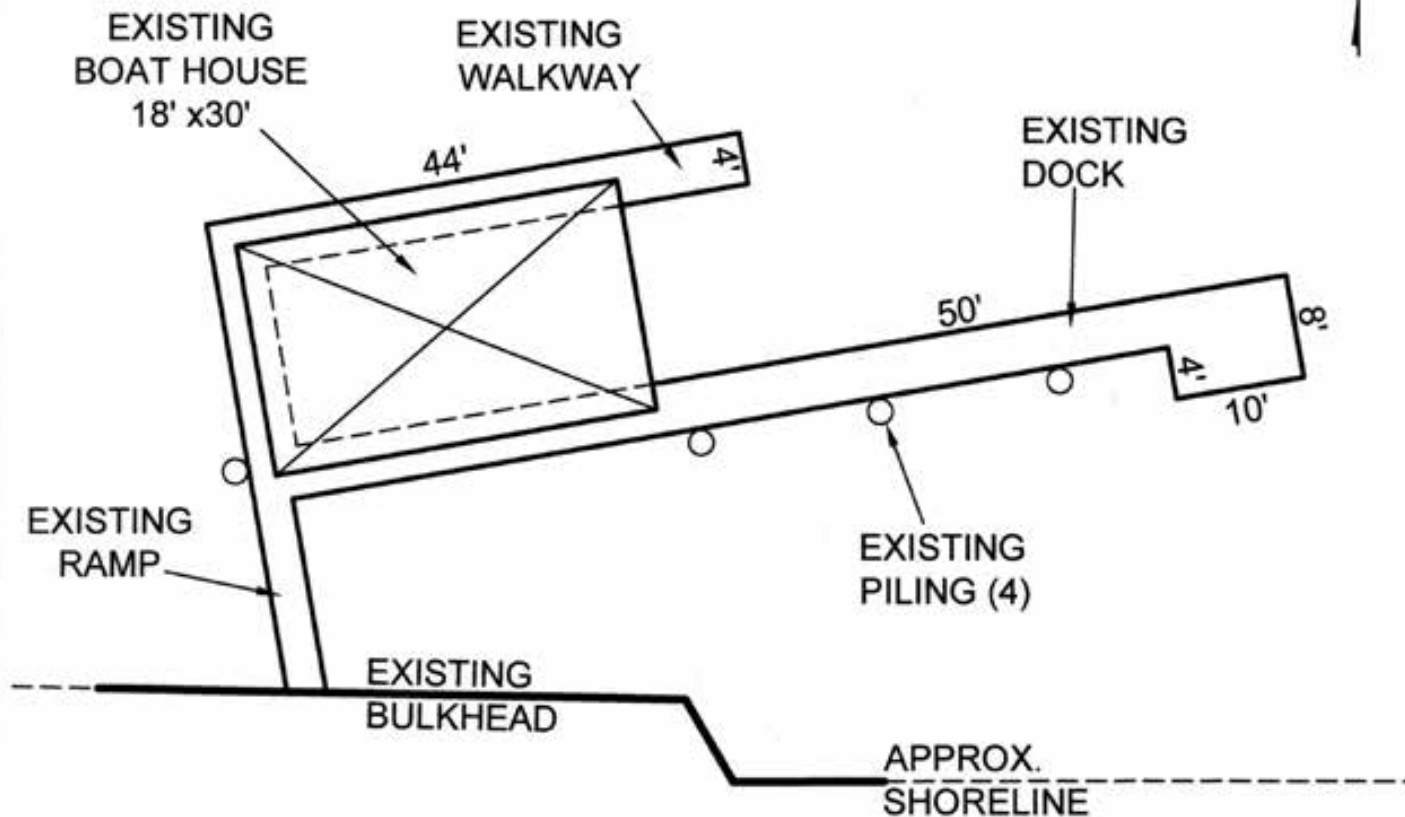 EXISTING
BOAT HOUSE
18' x30'
EXISTING
WALKWAY
EXISTING
DOCK
44'
4'
50'
8'
4'
10'
EXISTING
RAMP
EXISTING
PILING (4)
EXISTING
BULKHEAD
APPROX.
SHORELINE